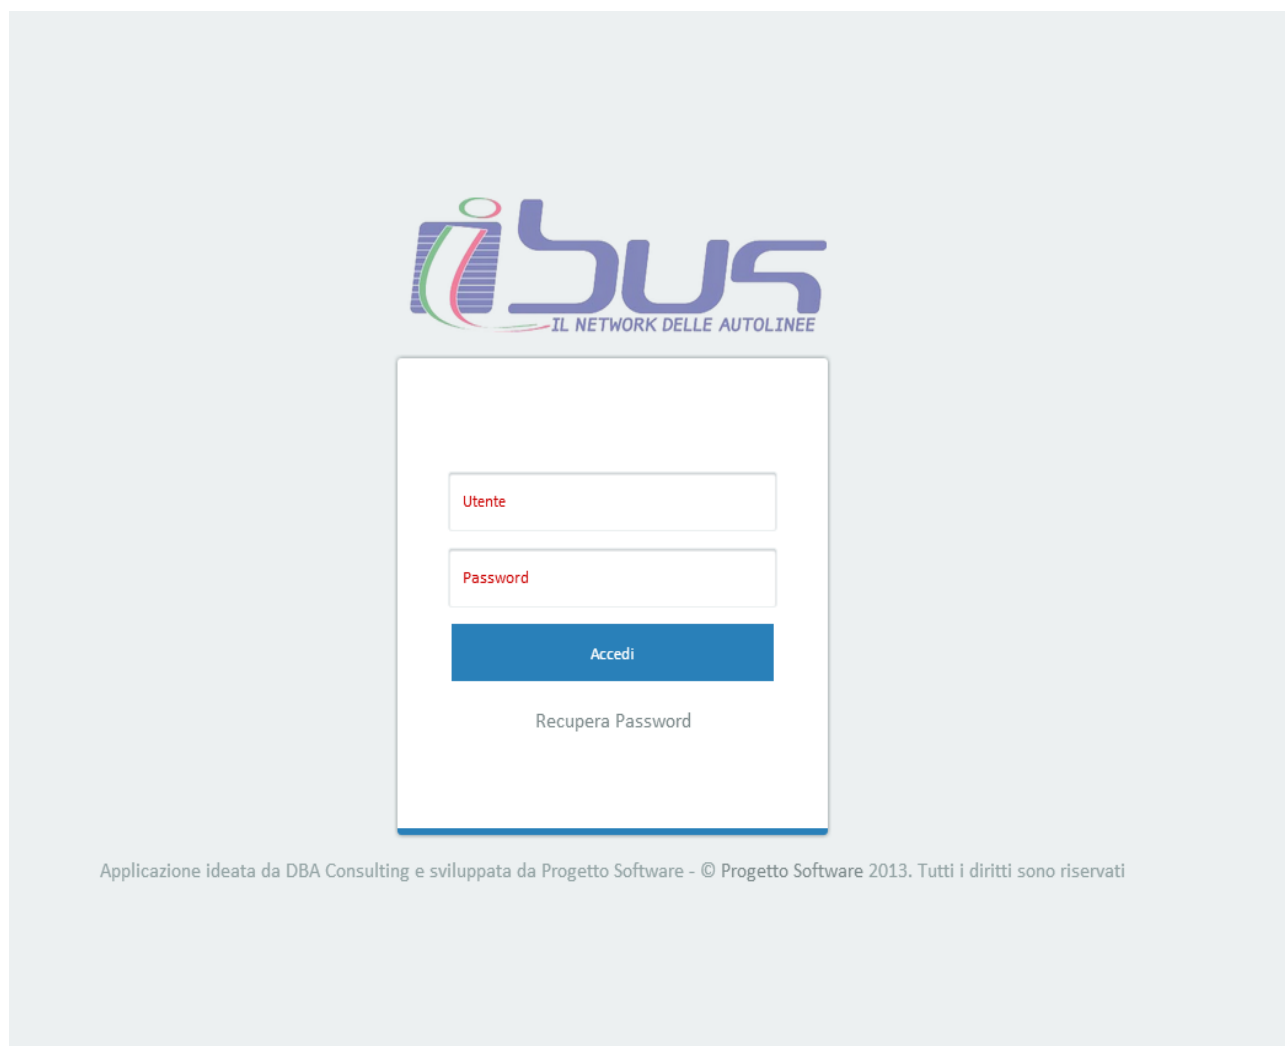 ibus
IL NETWORK DELLE AUTOLINEE
Utente
Password
Accedi
Recupera Password
Applicazione ideata da DBA Consulting e sviluppata da Progetto Software - © Progetto Software 2013. Tutti i diritti sono riservati